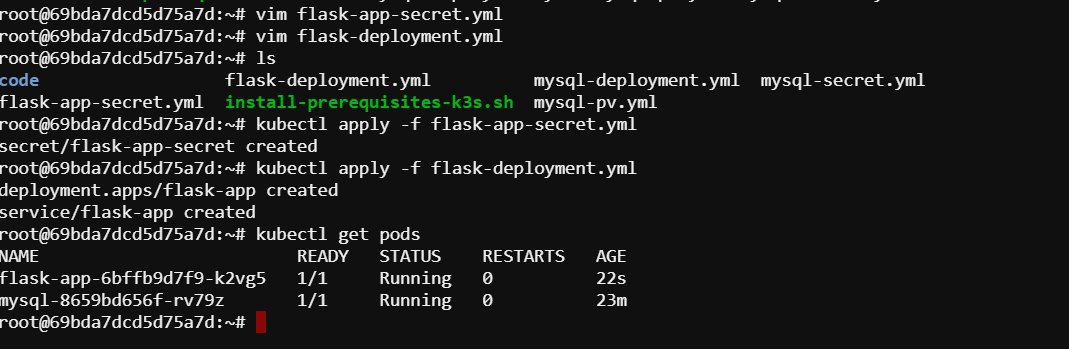 root@69bda7dcd5d75a7d:~# vim flask-app-secret.yml
root@69bda7dcd5d75a7d:~# vim flask-deployment.yml
root@69bda7dcd5d75a7d:~# ls
code flask-deployment.yml mysql-deployment.yml mysql-secret.yml
flask-app-secret.yml install-prerequisites-k3s.sh mysql-pv.yml
root@69bda7dcd5d75a7d:~# kubectl apply -f flask-app-secret.yml
secret/flask-app-secret created
root@69bda7dcd5d75a7d:~# kubectl apply -f flask-deployment.yml
deployment.apps/flask-app created
service/flask-app created
root@69bda7dcd5d75a7d:~# kubectl get pods
NAME READY STATUS RESTARTS AGE
flask-app-6bffb9d7f9-k2vg5 1/1 Running 0 22s
mysql-8659bd656f-rv79z 1/1 Running 0 23m
root@69bda7dcd5d75a7d:~#